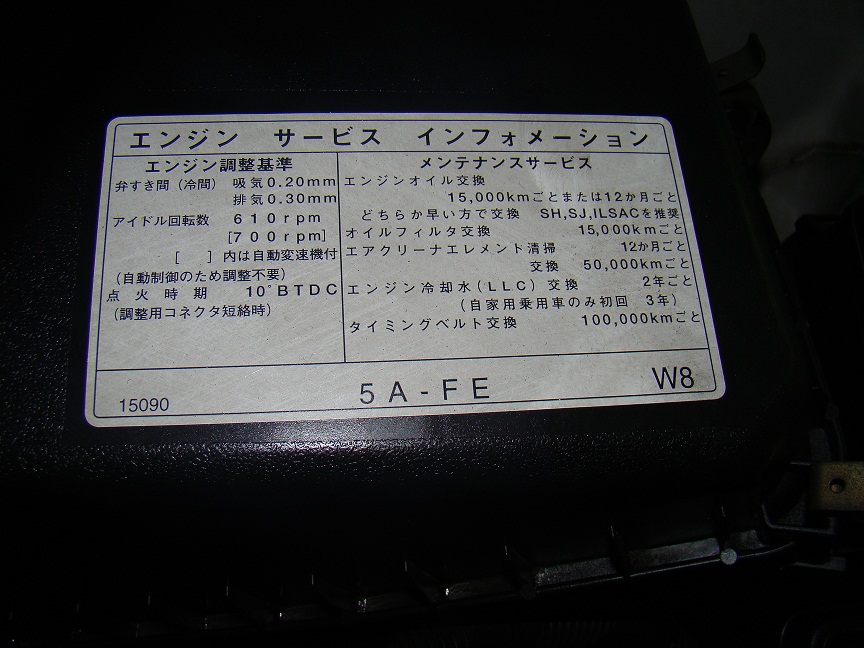 エンジン サービス インフォメーション
エンジン調整基準
弁すき間（冷間） 吸気0.20mm
排気0.30mm
アイドル回転数 610rpm
[700rpm]
[ ]内は自動変速機付
（自動制御のため調整不要）
点火時期 10°BTDC
（調整用コネクタ短絡時）
メンテナンスサービス
エンジンオイル交換
15,000kmごとまたは12か月ごと
どちらか早い方で交換 SH,SJ,ILSACを推奨
オイルフィルタ交換 15,000kmごと
エアクリーナエレメント清掃 12か月ごと
交換 50,000kmごと
エンジン冷却水（LLC）交換 2年ごと
（自家用乗用車のみ初回 3年）
タイミングベルト交換 100,000kmごと
15090 5A-FE W8